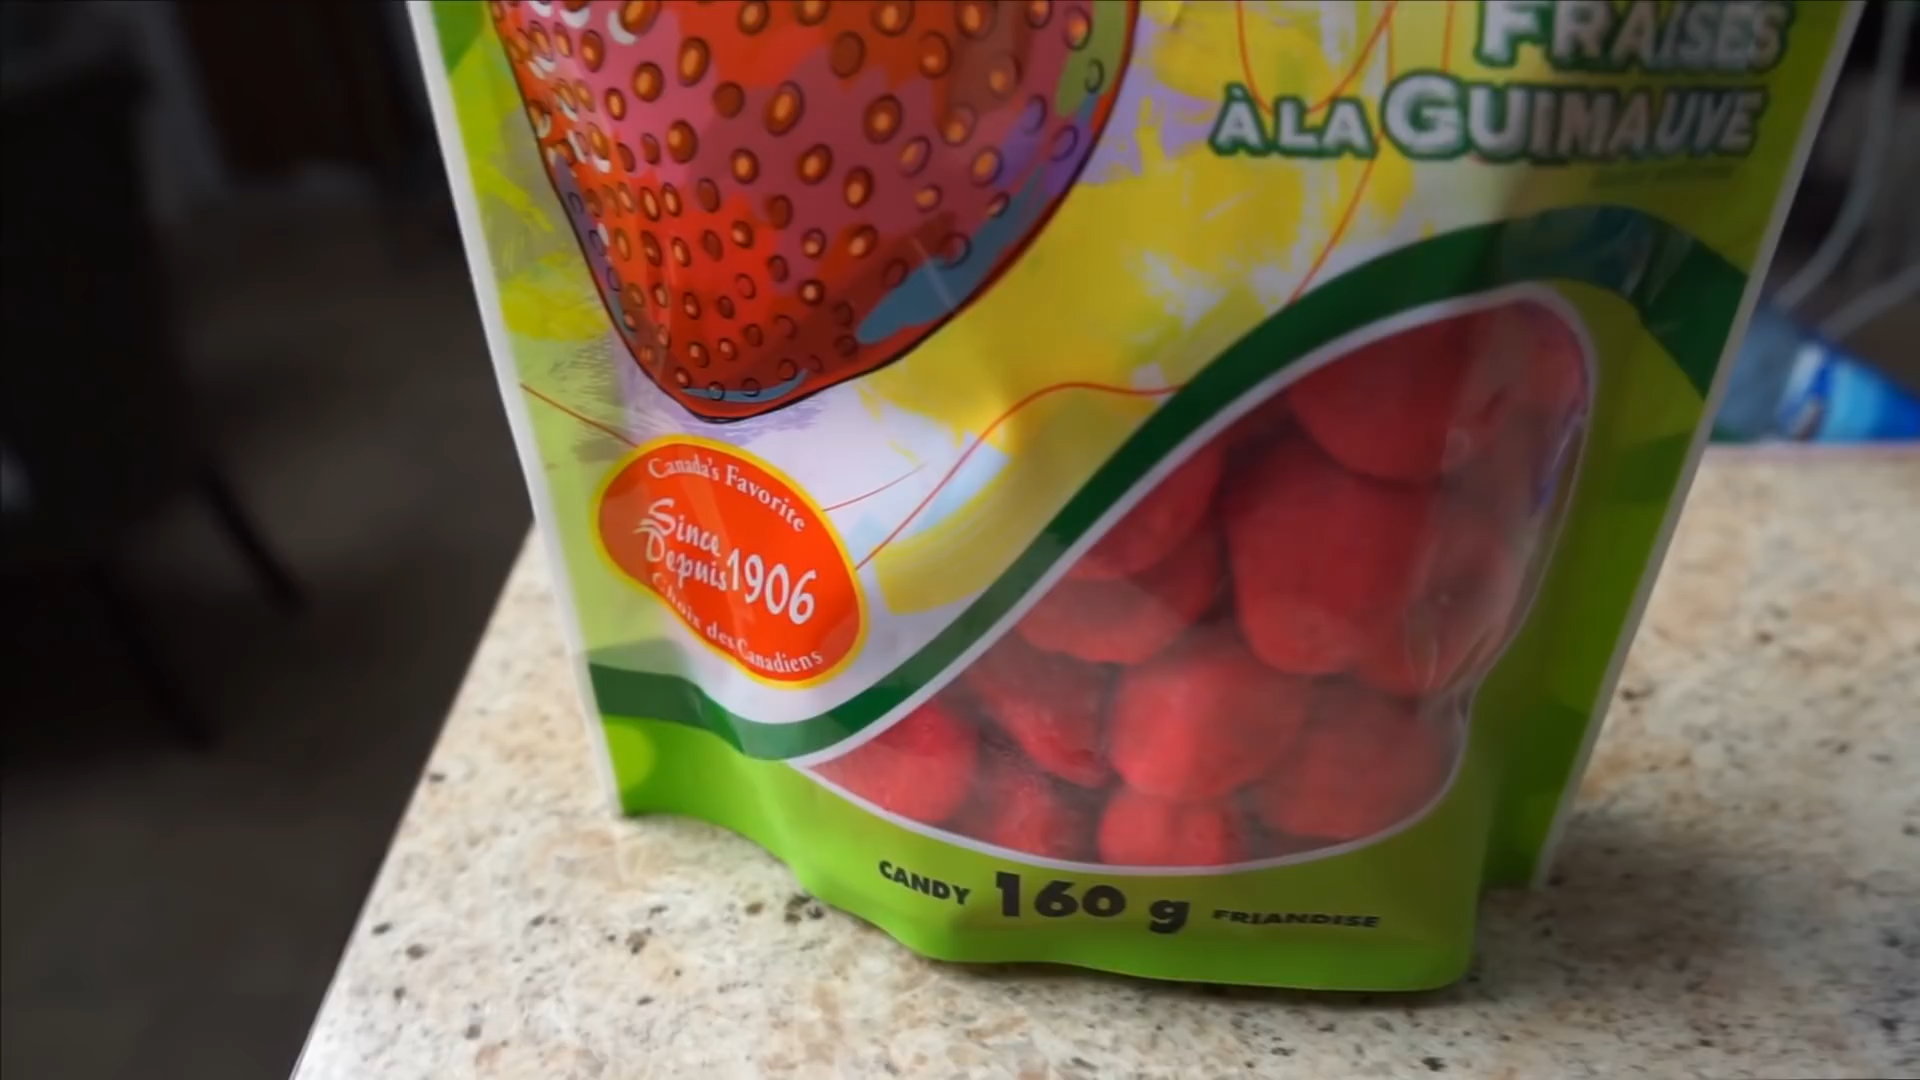 FRAISES
À LA GUIMAUVE
Canada's Favorite
Since
Depuis 1906
Choix des Canadiens
CANDY 160 g FRIANDISE